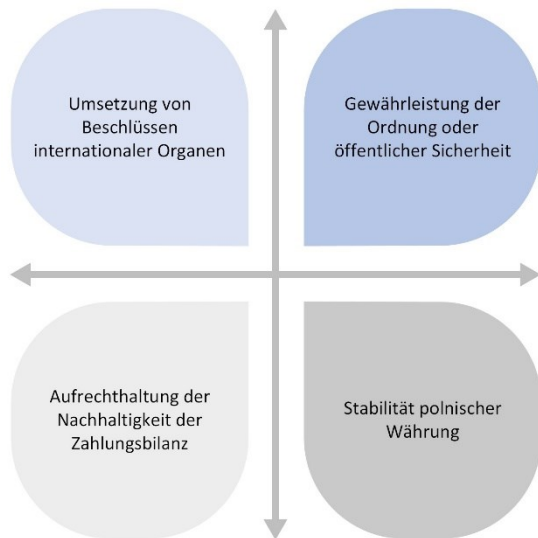 Umsetzung von
Beschlüssen
internationaler Organen
Gewährleistung der
Ordnung oder
öffentlicher Sicherheit
Aufrechthaltung der
Nachhaltigkeit der
Zahlungsbilanz
Stabilität polnischer
Währung